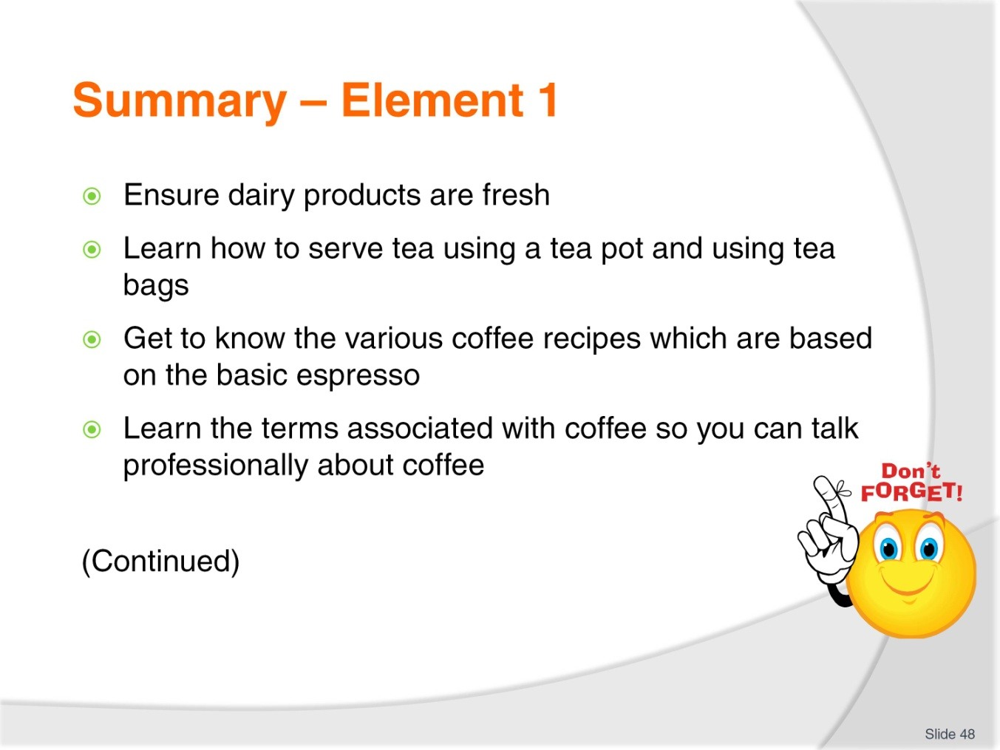 Summary – Element 1
Ensure dairy products are fresh
Learn how to serve tea using a tea pot and using tea
bags
Get to know the various coffee recipes which are based
on the basic espresso
Learn the terms associated with coffee so you can talk
professionally about coffee
Don't
FORGET!
(Continued)
Slide 48